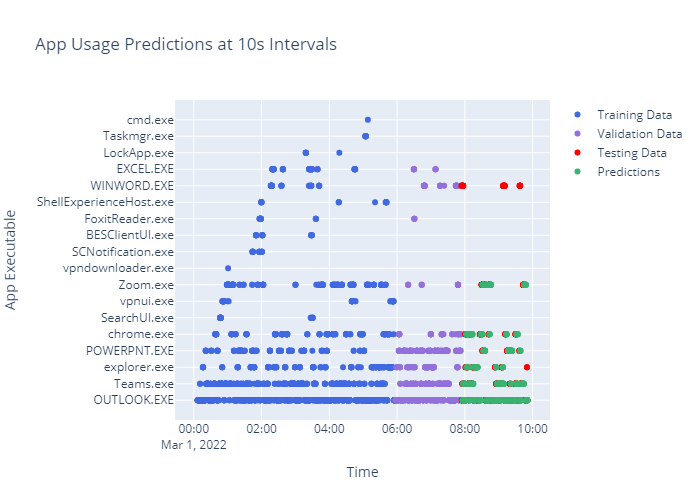 App Usage Predictions at 10s Intervals
Training Data
Validation Data
Testing Data
Predictions
cmd.exe
Taskmgr.exe
LockApp.exe
EXCEL.EXE
WINWORD.EXE
ShellExperienceHost.exe
FoxitReader.exe
BESClientUI.exe
SCNotification.exe
vpndownloader.exe
Zoom.exe
vpnui.exe
SearchUI.exe
chrome.exe
POWERPNT.EXE
explorer.exe
Teams.exe
OUTLOOK.EXE
App Executable
00:00 02:00 04:00 06:00 08:00 10:00
Mar 1, 2022
Time